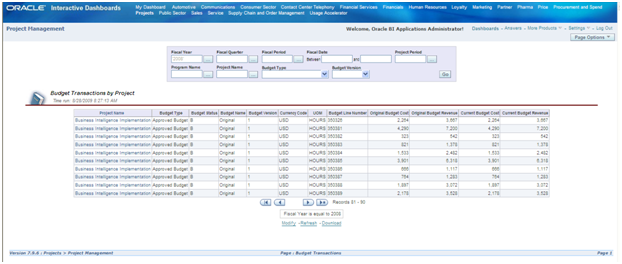 ORACLE Interactive Dashboards
My Dashboard Automotive Communications Consumer Sector Contact Center Telephony Financial Services Financials Human Resources Loyalty Marketing Partner Pharma Price Procurement and Spend
Projects Public Sector Sales Service Supply Chain and Order Management Usage Accelerator
Project Management
Welcome, Oracle BI Applications Administrator! Dashboards - Answers - More Products - Settings - Log Out
Page Options
Fiscal Year Fiscal Quarter Fiscal Period Fiscal Date Project Period
2008 ... ... ... Between and ...
Program Name Project Name Budget Type Budget Version
... ... Go
Budget Transactions by Project
Time run: 8/28/2009 8:27:10 AM
Project Name Budget Type Budget Status Budget Name Budget Version Currency Code UOM Budget Line Number Original Budget Cost Original Budget Revenue Current Budget Cost Current Budget Revenue
Business Intelligence Implementation Approved Budget B Original 1 USD HOURS 350325 2,264 3,667 2,264 3,667
Business Intelligence Implementation Approved Budget B Original 1 USD HOURS 350381 4,290 7,200 4,290 7,200
Business Intelligence Implementation Approved Budget B Original 1 USD HOURS 350382 323 542 323 542
Business Intelligence Implementation Approved Budget B Original 1 USD HOURS 350383 821 1,378 821 1,378
Business Intelligence Implementation Approved Budget B Original 1 USD HOURS 350384 1,533 2,482 1,533 2,482
Business Intelligence Implementation Approved Budget B Original 1 USD HOURS 350385 3,901 6,318 3,901 6,318
Business Intelligence Implementation Approved Budget B Original 1 USD HOURS 350386 666 1,117 666 1,117
Business Intelligence Implementation Approved Budget B Original 1 USD HOURS 350387 764 1,283 764 1,283
Business Intelligence Implementation Approved Budget B Original 1 USD HOURS 350388 1,897 3,072 1,897 3,072
Business Intelligence Implementation Approved Budget B Original 1 USD HOURS 350389 2,178 3,528 2,178 3,528
Records 81 - 90
Fiscal Year is equal to 2008
Modify - Refresh - Download
Version 7.9.6 : Projects > Project Management Page : Budget Transactions Page 1